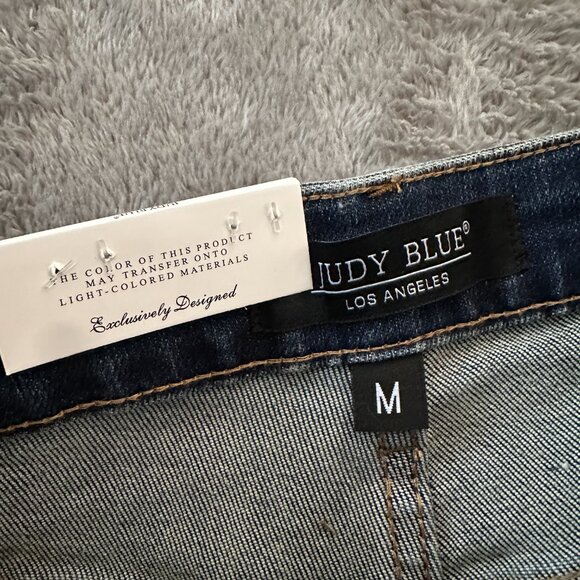 THE COLOR OF THIS PRODUCT
MAY TRANSFER ONTO
LIGHT-COLORED MATERIALS
Exclusively Designed
JUDY BLUE®
LOS ANGELES
M